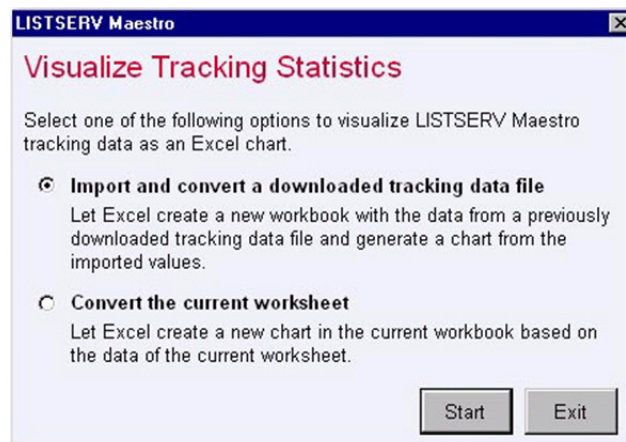 LISTSERV Maestro
Visualize Tracking Statistics
Select one of the following options to visualize LISTSERV Maestro
tracking data as an Excel chart.
Import and convert a downloaded tracking data file
Let Excel create a new workbook with the data from a previously
downloaded tracking data file and generate a chart from the
imported values.
Convert the current worksheet
Let Excel create a new chart in the current workbook based on
the data of the current worksheet.
Start
Exit